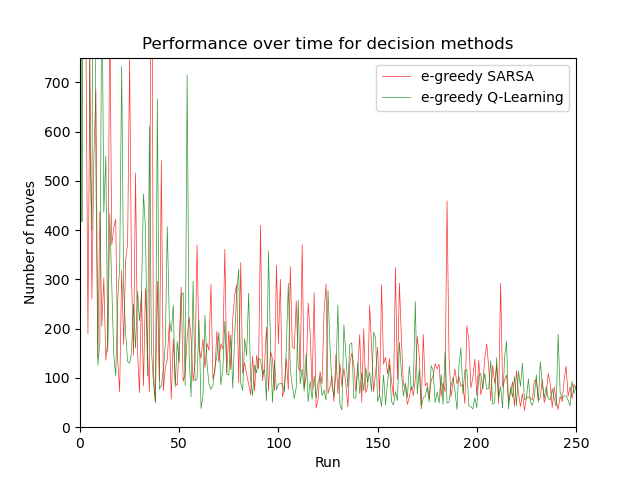 Performance over time for decision methods
e-greedy SARSA
e-greedy Q-Learning
700
600
500
400
300
200
100
0
Number of moves
0 50 100 150 200 250
Run